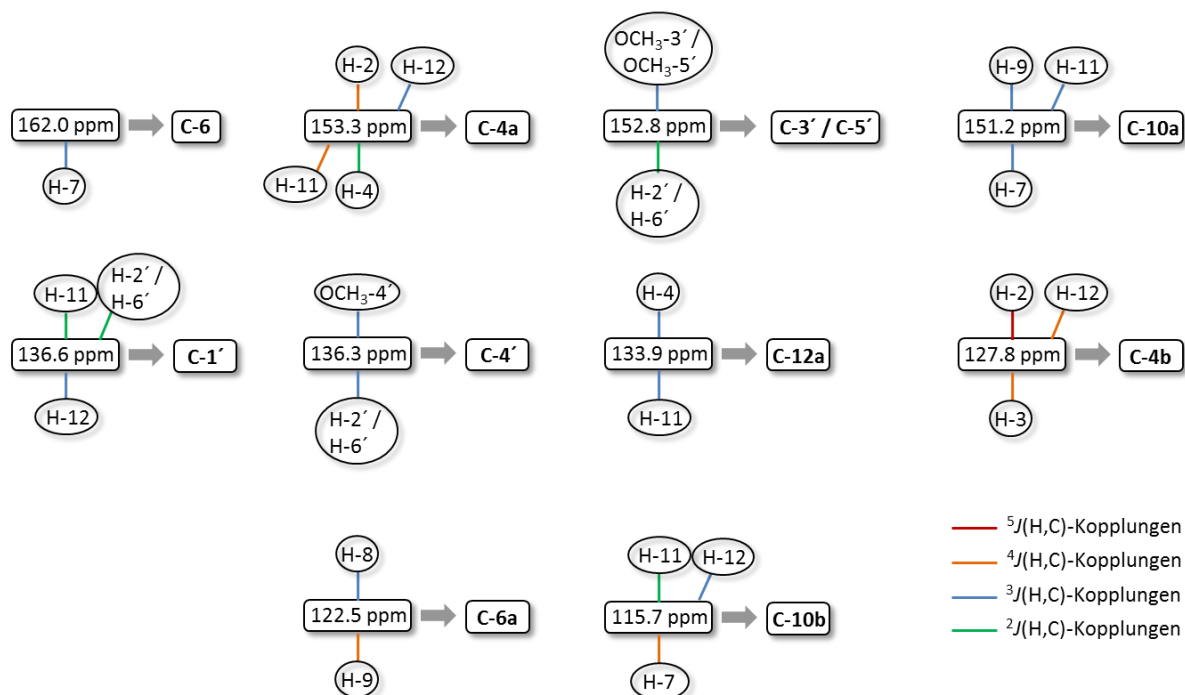 OCH₃-3´ /
OCH₃-5´
H-2
H-12
H-9
H-11
162.0 ppm
C-6
153.3 ppm
C-4a
152.8 ppm
C-3´ / C-5´
151.2 ppm
C-10a
H-7
H-11
H-4
H-2´ /
H-6´
H-7
H-11
H-2´ /
H-6´
OCH₃-4´
H-4
H-2
H-12
136.6 ppm
C-1´
136.3 ppm
C-4´
133.9 ppm
C-12a
127.8 ppm
C-4b
H-12
H-2´ /
H-6´
H-11
H-3
H-8
H-11
H-12
122.5 ppm
C-6a
115.7 ppm
C-10b
H-9
H-7
⁵J(H,C)-Kopplungen
⁴J(H,C)-Kopplungen
³J(H,C)-Kopplungen
²J(H,C)-Kopplungen